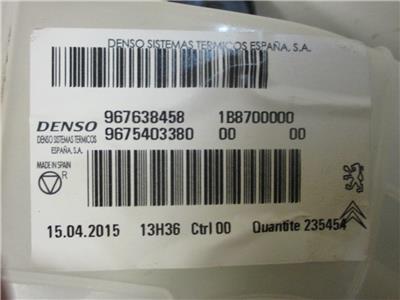 DENSO SISTEMAS TERMICOS ESPAÑA, S.A.
967638458 1B8700000
DENSO 9675403380 00 00
DENSO SISTEMAS TERMICOS
ESPAÑA, S.A.
MADE IN SPAIN
R
15.04.2015 13H36 Ctrl 00 Quantite 235454